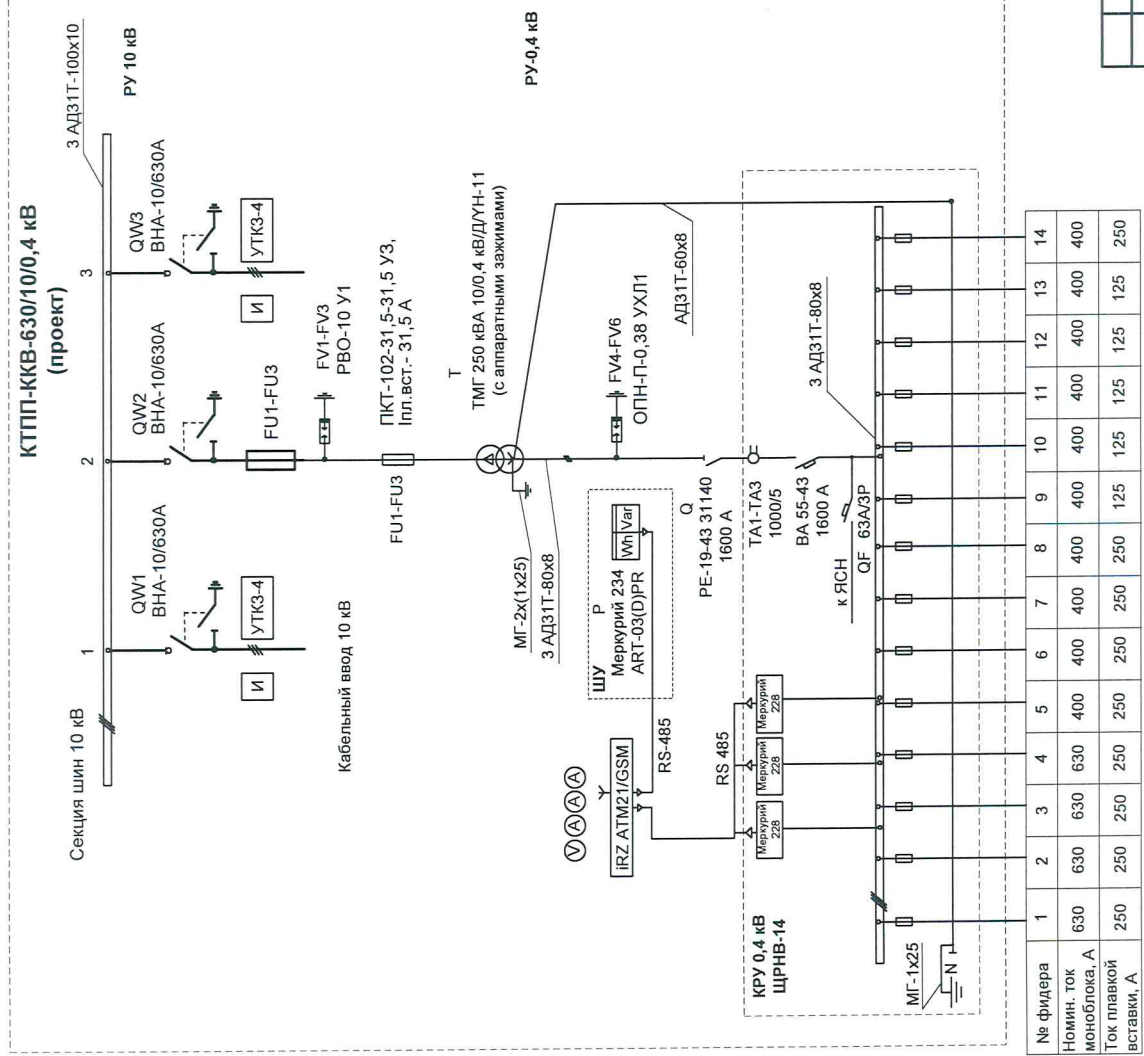 КТПП-ККВ-630/10/0,4 кВ
(проект)
Секция шин 10 кВ
3 АД31Т-100х10
РУ 10 кВ
1
2
3
QW1
ВНА-10/630А
QW2
ВНА-10/630А
QW3
ВНА-10/630А
И
УТКЗ-4
И
УТКЗ-4
FU1-FU3
FV1-FV3
РВО-10 У1
Кабельный ввод 10 кВ
FU1-FU3
ПКТ-102-31,5-31,5 У3,
Iпл.вст.- 31,5 А
Т
ТМГ 250 кВА 10/0,4 кВ/Д/УН-11
(с аппаратными зажимами)
РУ-0,4 кВ
МГ-2х(1х25)
3 АД31Т-80х8
FV4-FV6
ОПН-П-0,38 УХЛ1
АД31Т-60х8
V A A A
iRZ ATM21/GSM
RS-485
ШУ
Р
Меркурий 234
ART-03(D)PR
Wh Var
Q
РЕ-19-43 31140
1600 А
ТА1-ТА3
1000/5
ВА 55-43
1600 А
RS 485
Меркурий
228
Меркурий
228
Меркурий
228
к ЯСН
QF 63А/3Р
3 АД31Т-80х8
КРУ 0,4 кВ
ЩРНВ-14
МГ-1х25
N
№ фидера 1 2 3 4 5 6 7 8 9 10 11 12 13 14
Номин. ток
моноблока, А 630 630 630 630 400 400 400 400 400 400 400 400 400 400
Ток плавкой
вставки, А 250 250 250 250 250 250 250 250 125 125 125 125 125 250